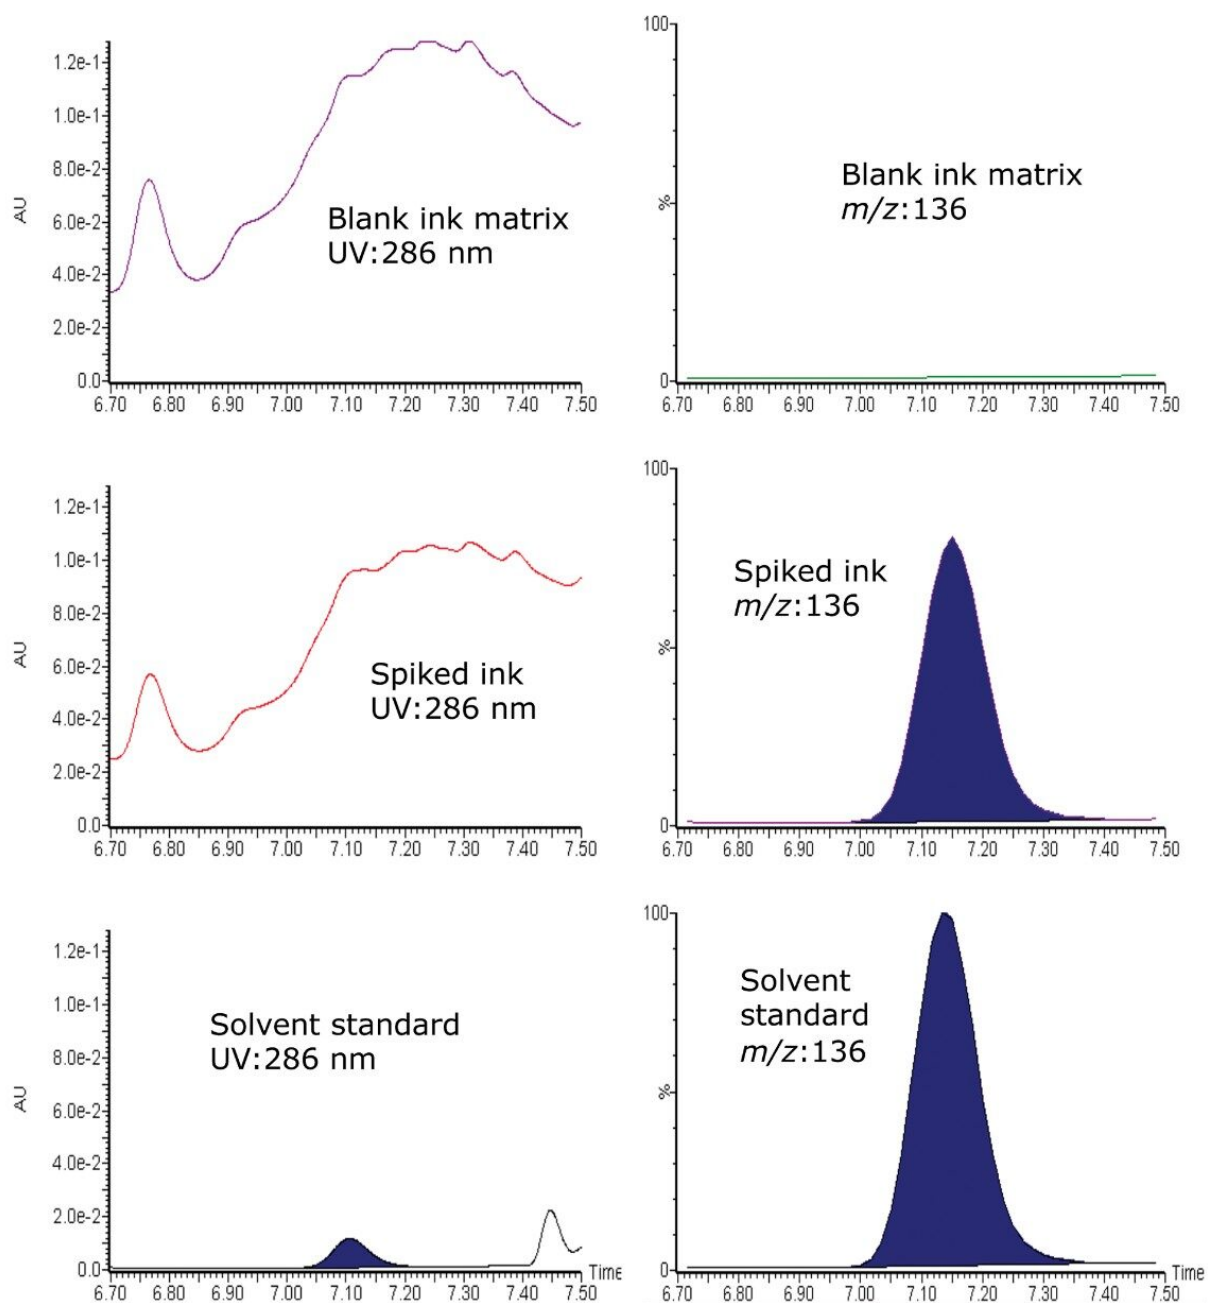 1.2e-1
1.0e-1
8.0e-2
AU
6.0e-2
4.0e-2
2.0e-2
0.0
Blank ink matrix
UV:286 nm
6.70 6.80 6.90 7.00 7.10 7.20 7.30 7.40 7.50
100
%
0
Blank ink matrix
m/z:136
6.70 6.80 6.90 7.00 7.10 7.20 7.30 7.40 7.50
1.2e-1
1.0e-1
8.0e-2
AU
6.0e-2
4.0e-2
2.0e-2
0.0
Spiked ink
UV:286 nm
6.70 6.80 6.90 7.00 7.10 7.20 7.30 7.40 7.50
100
%
0
Spiked ink
m/z:136
6.70 6.80 6.90 7.00 7.10 7.20 7.30 7.40 7.50
1.2e-1
1.0e-1
8.0e-2
AU
6.0e-2
4.0e-2
2.0e-2
0.0
Solvent standard
UV:286 nm
Time
6.70 6.80 6.90 7.00 7.10 7.20 7.30 7.40 7.50
100
%
0
Solvent
standard
m/z:136
Time
6.70 6.80 6.90 7.00 7.10 7.20 7.30 7.40 7.50